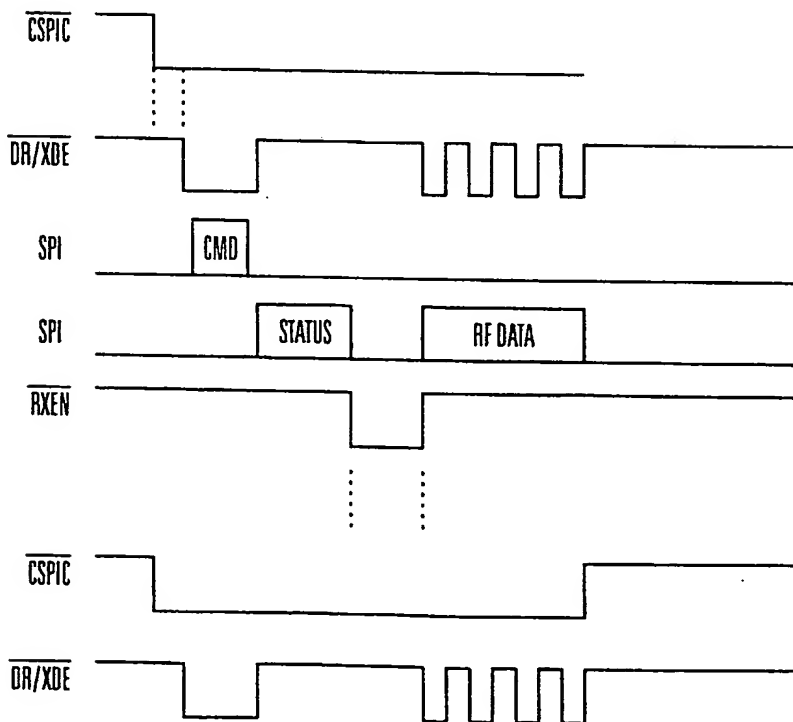 CSPIC
DR/XDE
SPI CMD
SPI STATUS RF DATA
RXEN
CSPIC
DR/XDE